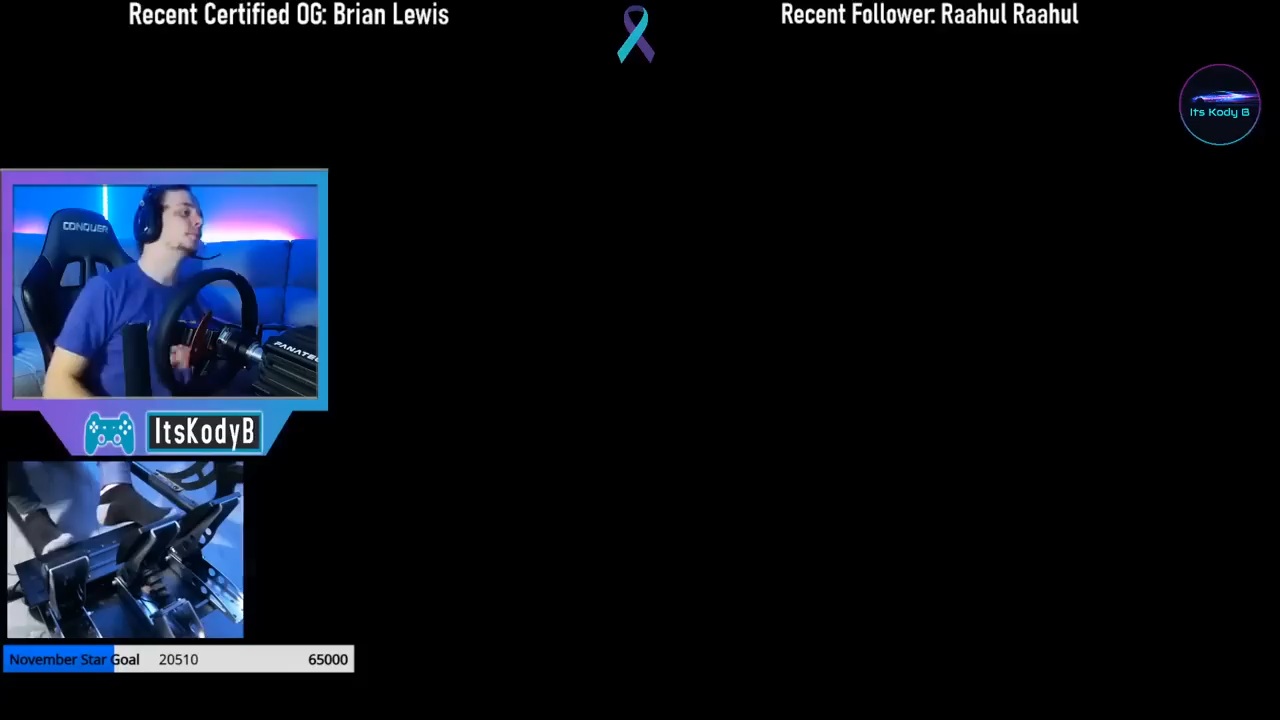 Recent Certified OG: Brian Lewis
Recent Follower: Raahul Raahul
Its Kody B
CONQUER
FANATEC
ItsKodyB
November Star Goal 20510 65000